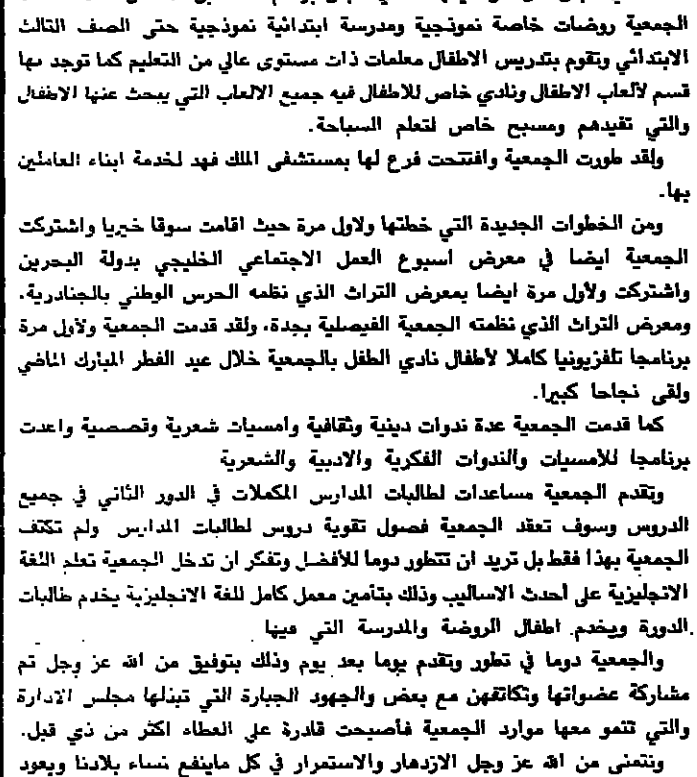 الجمعية روضات خاصة نموذجية ومدرسة ابتدائية نموذجية حتى الصف الثالث
الابتدائي وتقوم بتدريس الاطفال معلمات ذات مستوى عالي من التعليم كما توجد بها
قسم لألعاب الاطفال ونادي خاص للاطفال فيه جميع الالعاب التي يبحث عنها الاطفال
والتي تقيدهم ومسبح خاص لتعلم السباحة.
ولقد طورت الجمعية وافتتحت فرع لها بمستشفى الملك فهد لخدمة ابناء العاملين
بها.
ومن الخطوات الجديدة التي خطتها ولاول مرة حيث اقامت سوقا خيريا واشتركت
الجمعية ايضا في معرض اسبوع العمل الاجتماعي الخليجي بدولة البحرين
واشتركت ولأول مرة ايضا بمعرض التراث الذي نظمه الحرس الوطني بالجنادرية.
ومعرض التراث الذي نظمته الجمعية الفيصلية بجدة، ولقد قدمت الجمعية ولأول مرة
برنامجا تلفزيونيا كاملا لأطفال نادي الطفل بالجمعية خلال عيد الفطر المبارك الماضي
ولقى نجاحا كبيرا.
كما قدمت الجمعية عدة ندوات دينية وثقافية وامسيات شعرية وقصصية واعدت
برنامجا للأمسيات والندوات الفكرية والادبية والشعرية
وتقدم الجمعية مساعدات لطالبات المدارس المكملات في الدور الثاني في جميع
الدروس وسوف تعقد الجمعية فصول تقوية دروس لطالبات المدارس ولم تكتف
الجمعية بهذا فقط بل تريد ان تتطور دوما للأفضل وتفكر ان تدخل الجمعية تعلم اللغة
الانجليزية على أحدث الاساليب وذلك بتأمين معمل كامل للغة الانجليزية يخدم طالبات
الدورة ويخدم اطفال الروضة والمدرسة التي فيها
والجمعية دوما في تطور وتقدم يوما بعد يوم وذلك بتوفيق من الله عز وجل تم
مشاركة عضواتها وتكاتفهن مع بعض والجهود الجبارة التي تبذلها مجلس الادارة
والتي تنمو معها موارد الجمعية فأصبحت قادرة على العطاء اكثر من ذي قبل.
ونتمنى من الله عز وجل الازدهار والاستمرار في كل ماينفع نساء بلادنا ويعود